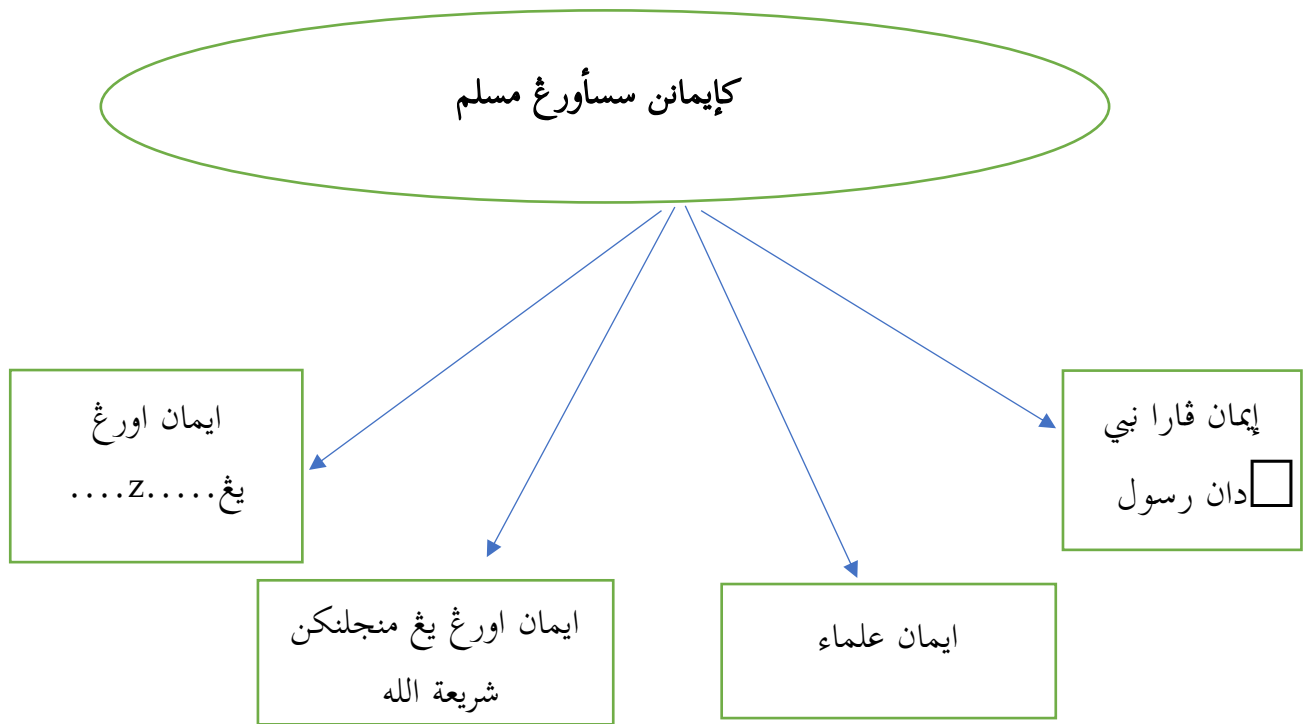 كإيمانن سسأورڠ مسلم
إيمان ڤارا نبي
دان رسول
ايمان اورڠ
يڠ.....z....
ايمان علماء
ايمان اورڠ يڠ منجلنكن
شريعة الله